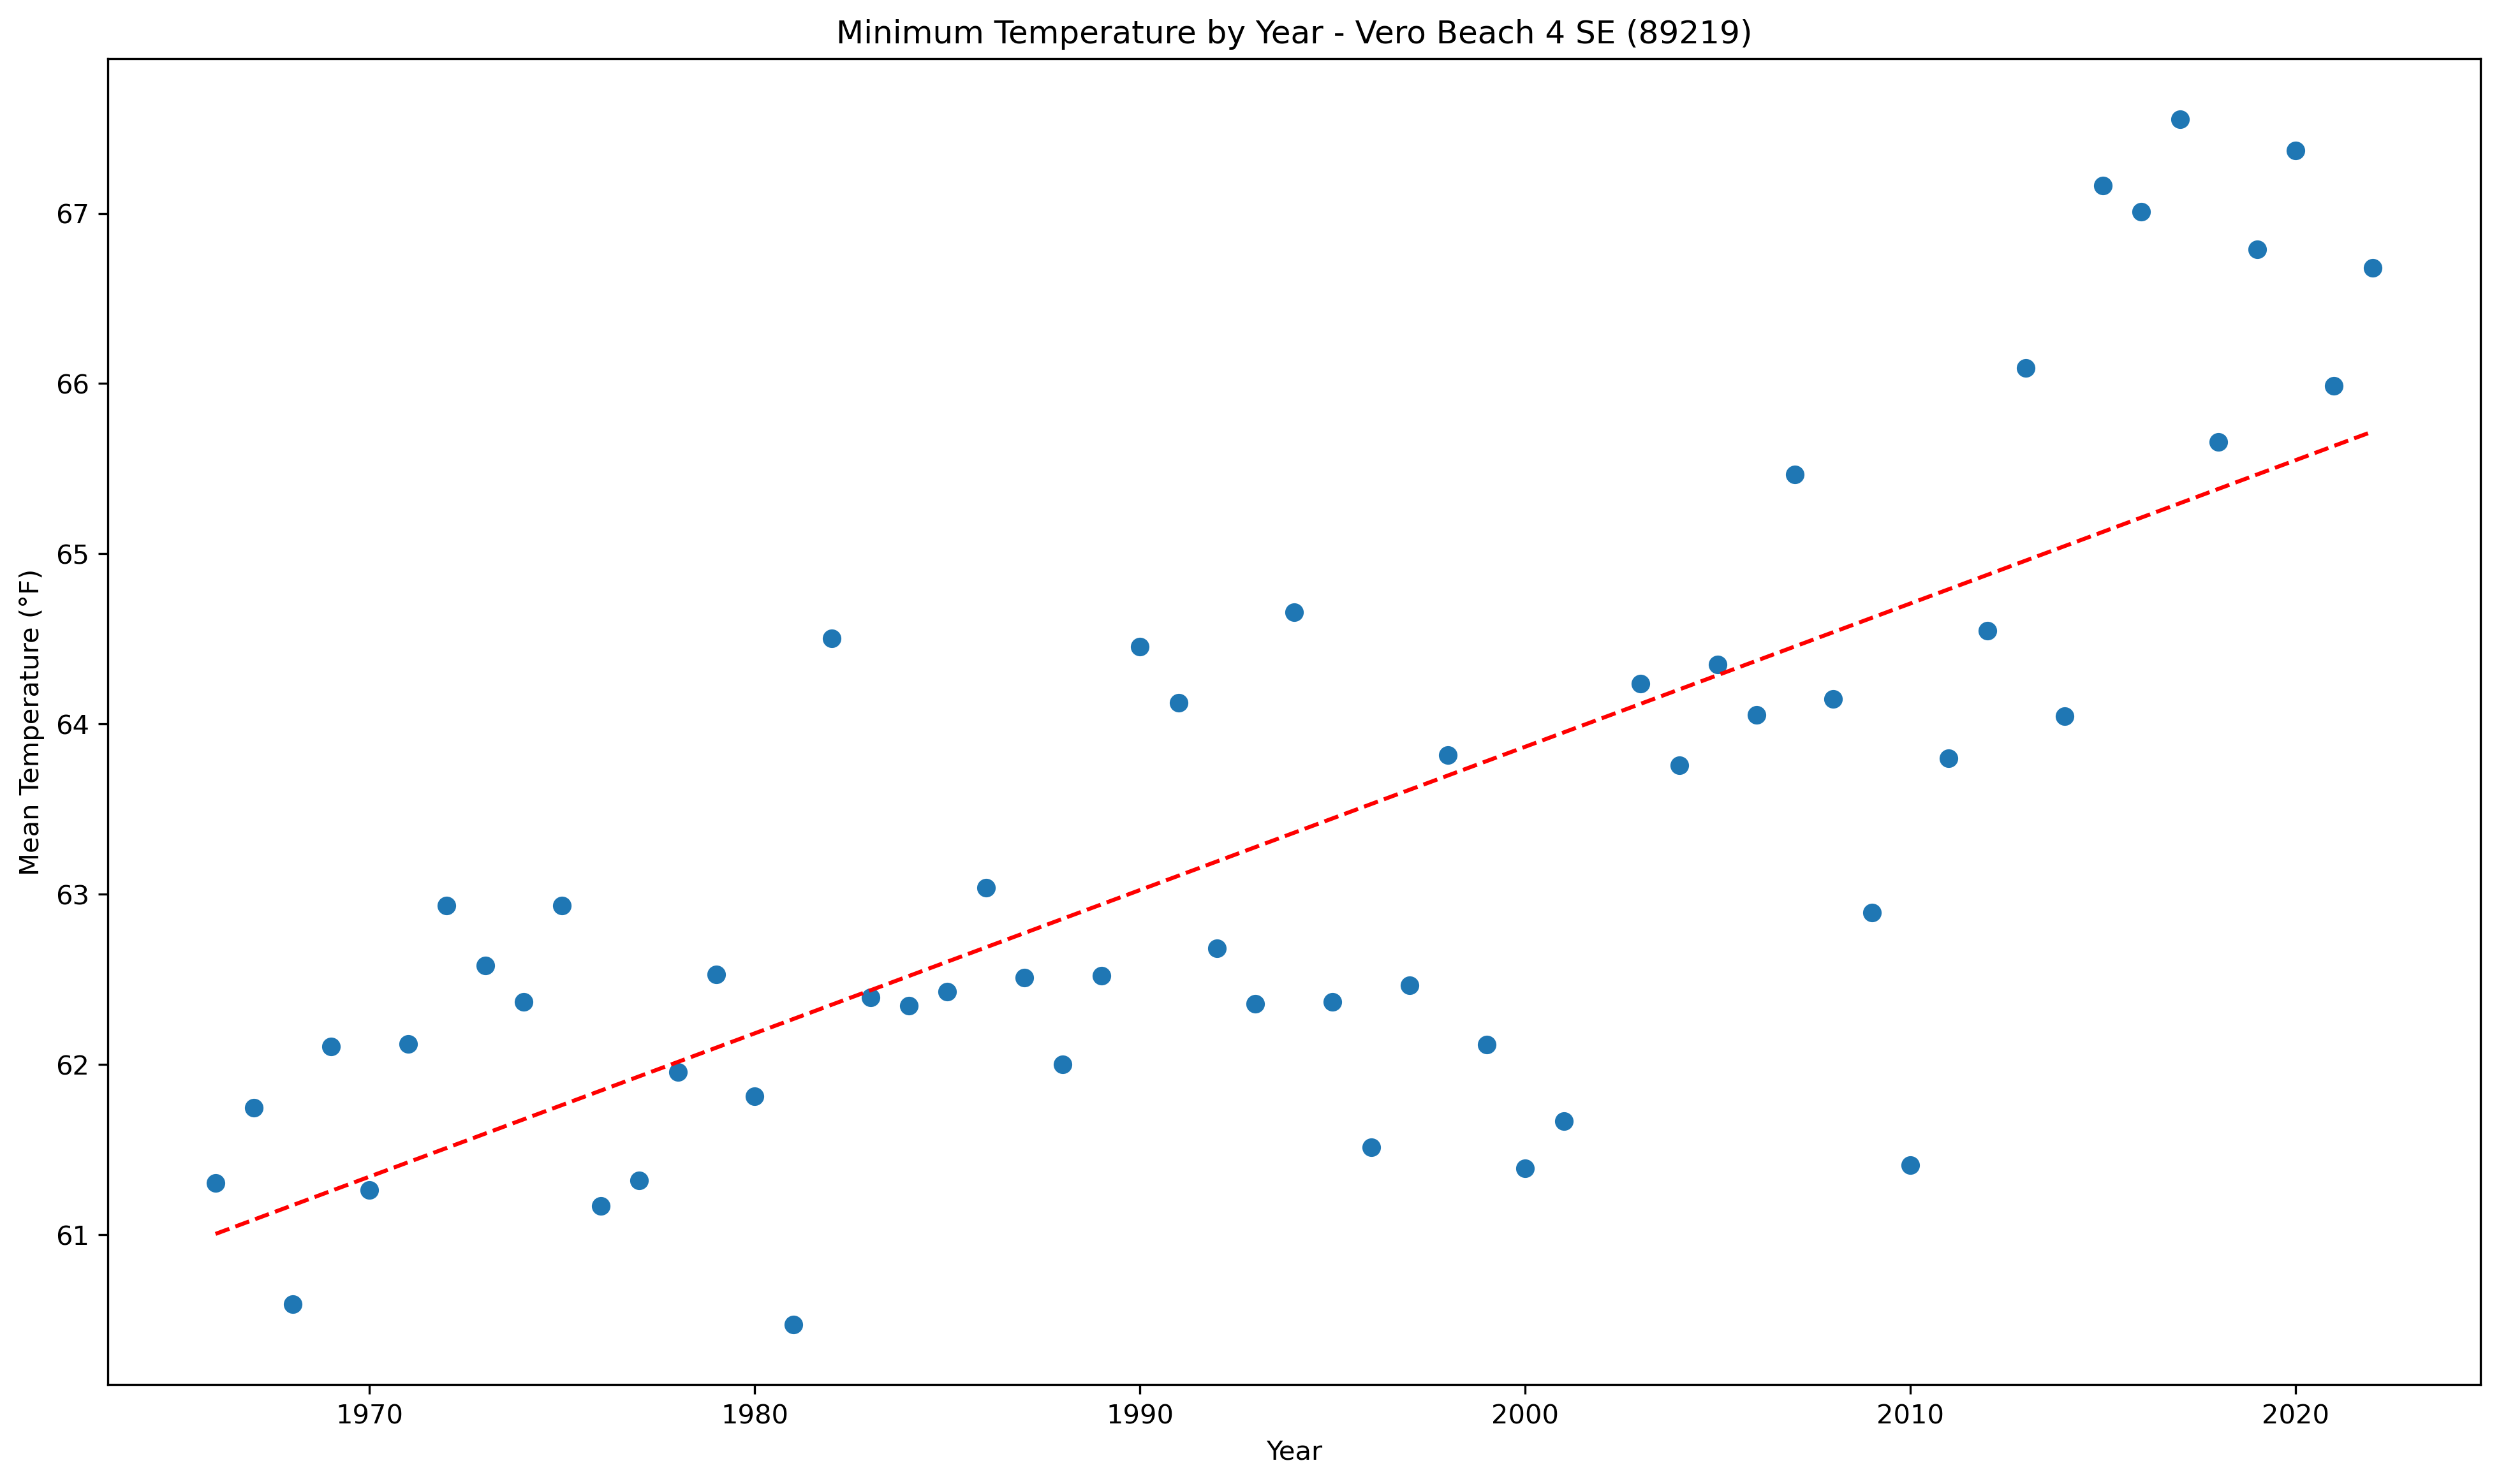 Minimum Temperature by Year - Vero Beach 4 SE (89219)
Mean Temperature (°F)
67
66
65
64
63
62
61
1970 1980 1990 2000 2010 2020
Year